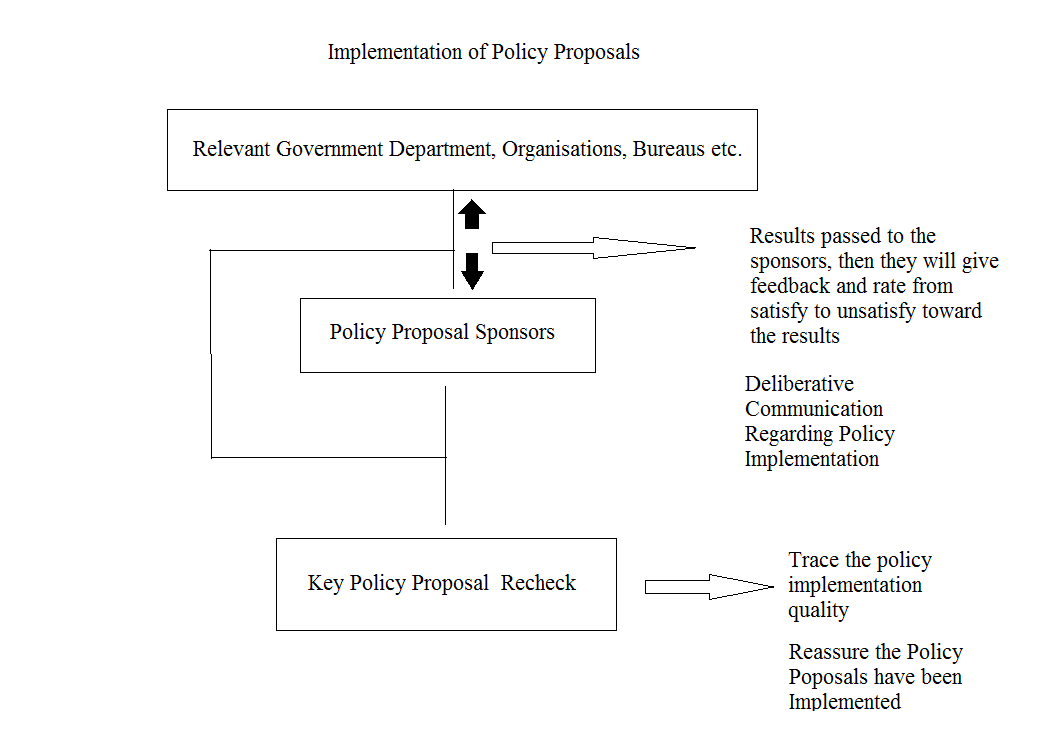 Implementation of Policy Proposals
Relevant Government Department, Organisations, Bureaus etc.
Results passed to the
sponsors, then they will give
feedback and rate from
satisfy to unsatisfy toward
the results
Policy Proposal Sponsors
Deliberative
Communication
Regarding Policy
Implementation
Key Policy Proposal  Recheck
Trace the policy
implementation
quality
Reassure the Policy
Poposals have been
Implemented